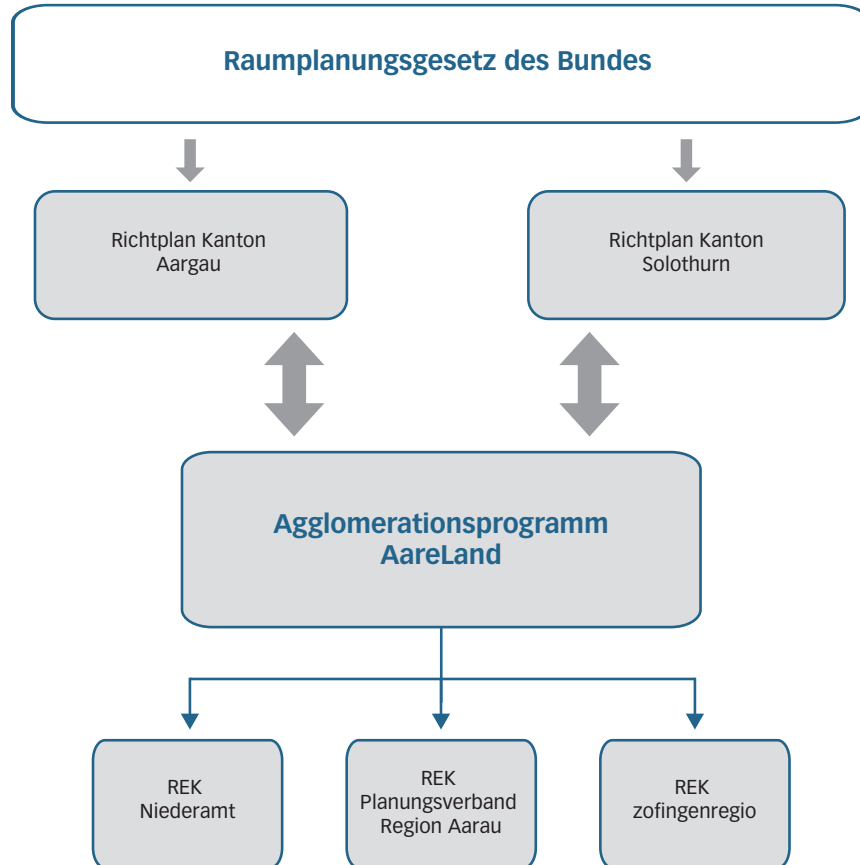 Raumplanungsgesetz des Bundes
Richtplan Kanton
Aargau
Richtplan Kanton
Solothurn
Agglomerationsprogramm
AareLand
REK
Niederamt
REK
Planungsverband
Region Aarau
REK
zofingenregio